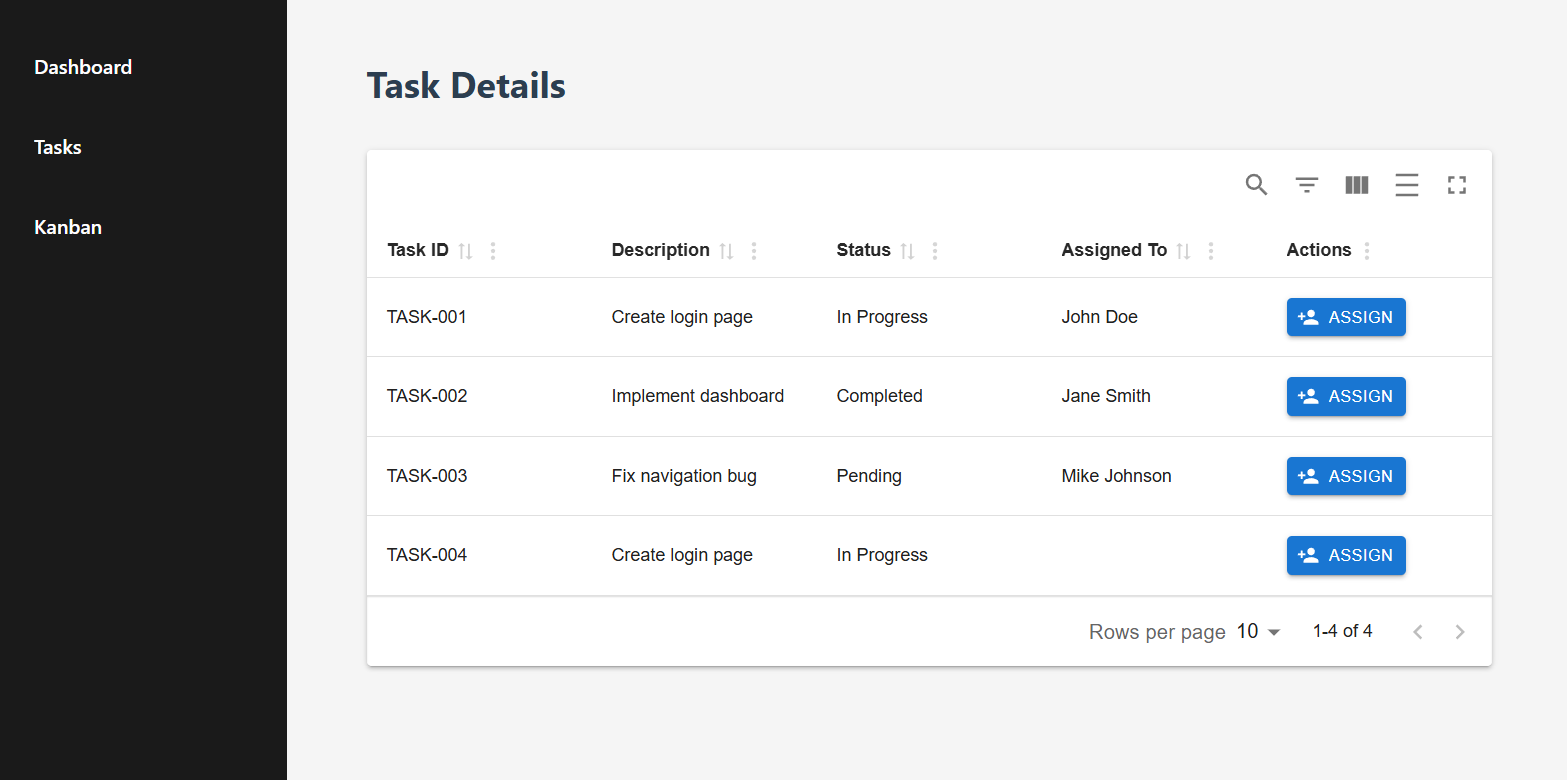 Dashboard
Tasks
Kanban
Task Details
Task ID Description Status Assigned To Actions
TASK-001 Create login page In Progress John Doe ASSIGN
TASK-002 Implement dashboard Completed Jane Smith ASSIGN
TASK-003 Fix navigation bug Pending Mike Johnson ASSIGN
TASK-004 Create login page In Progress ASSIGN
Rows per page 10 1-4 of 4